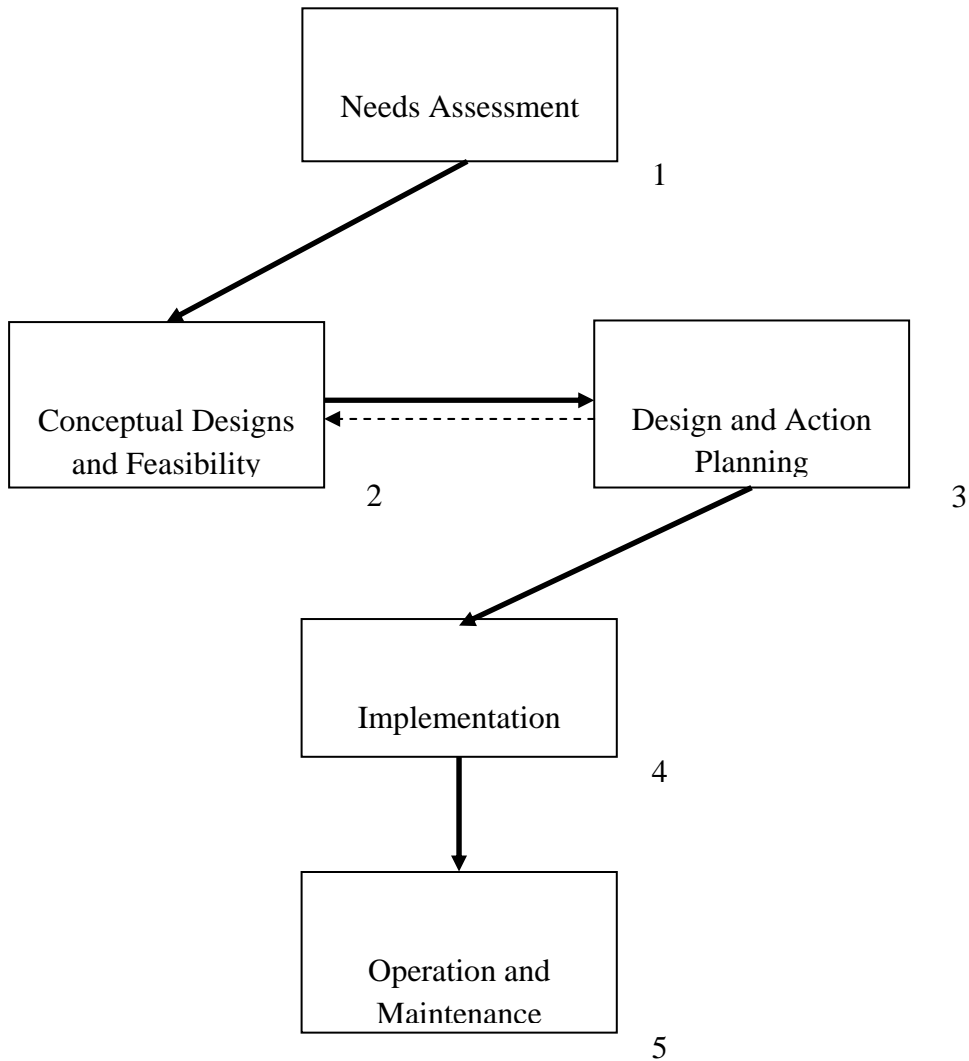 Needs Assessment
1
Conceptual Designs
and Feasibility
2
Design and Action
Planning
3
Implementation
4
Operation and
Maintenance
5